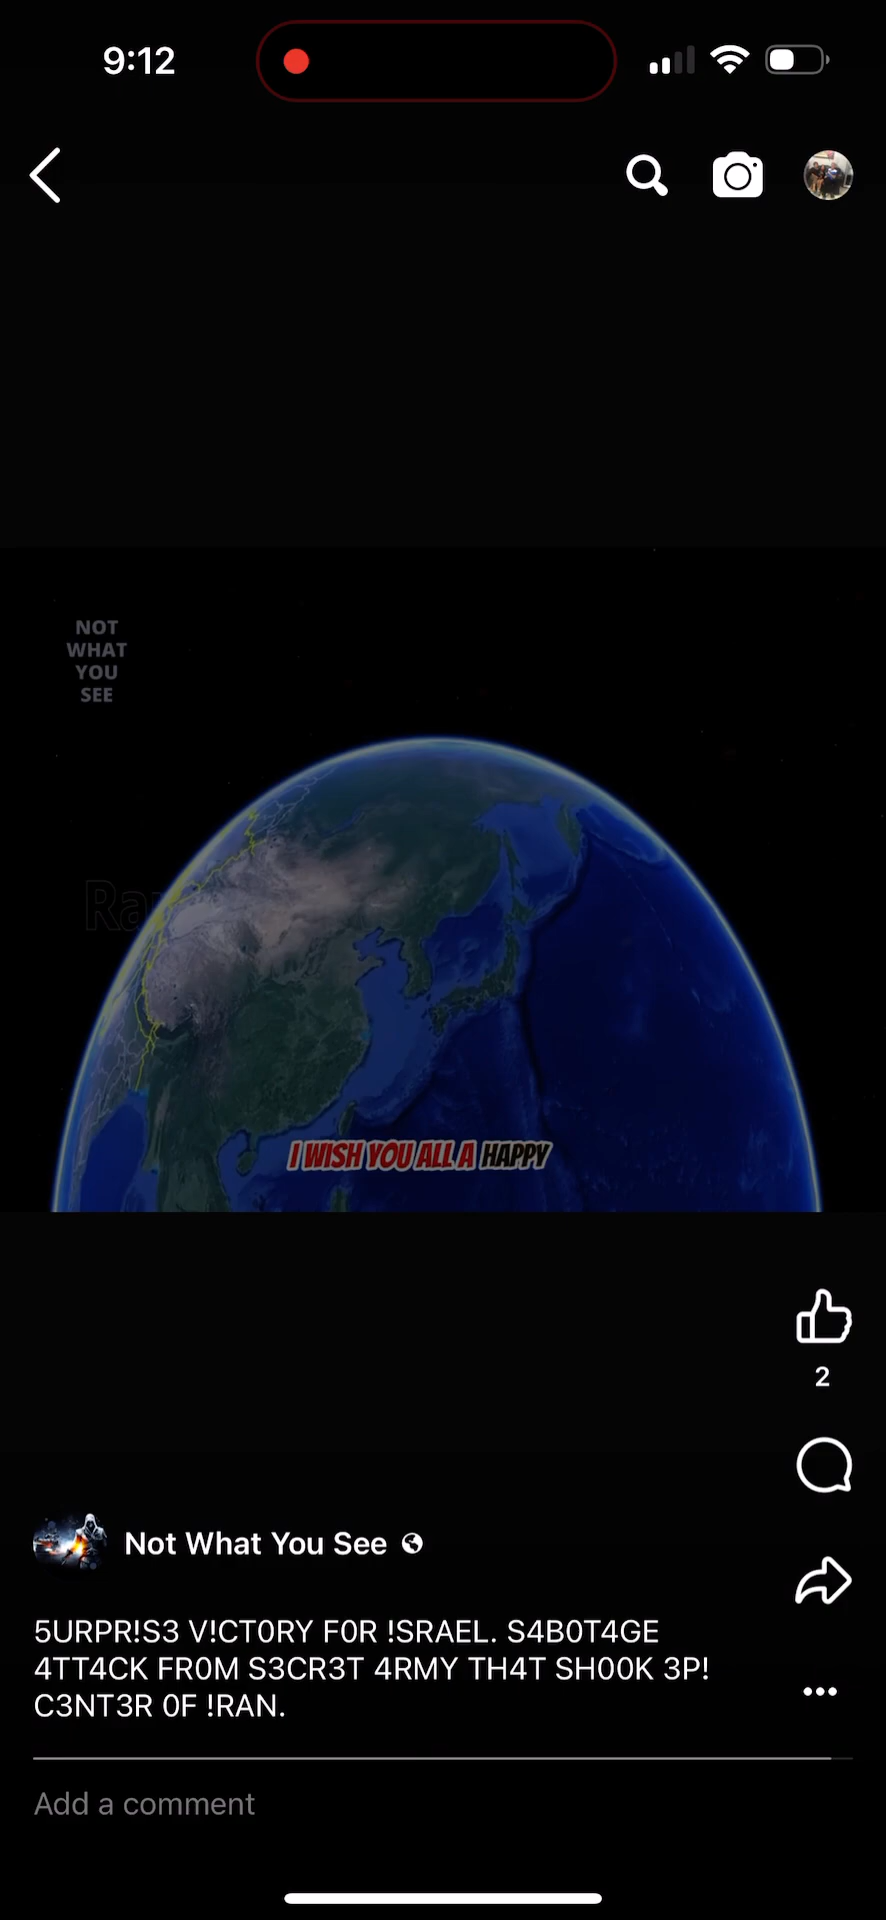 9:12
NOT
WHAT
YOU
SEE
Ra
I WISH YOU ALL A HAPPY
2
Not What You See
5URPR!S3 V!CT0RY F0R !SRAEL. S4B0T4GE
4TT4CK FR0M S3CR3T 4RMY TH4T SH00K 3P!
C3NT3R 0F !RAN.
Add a comment